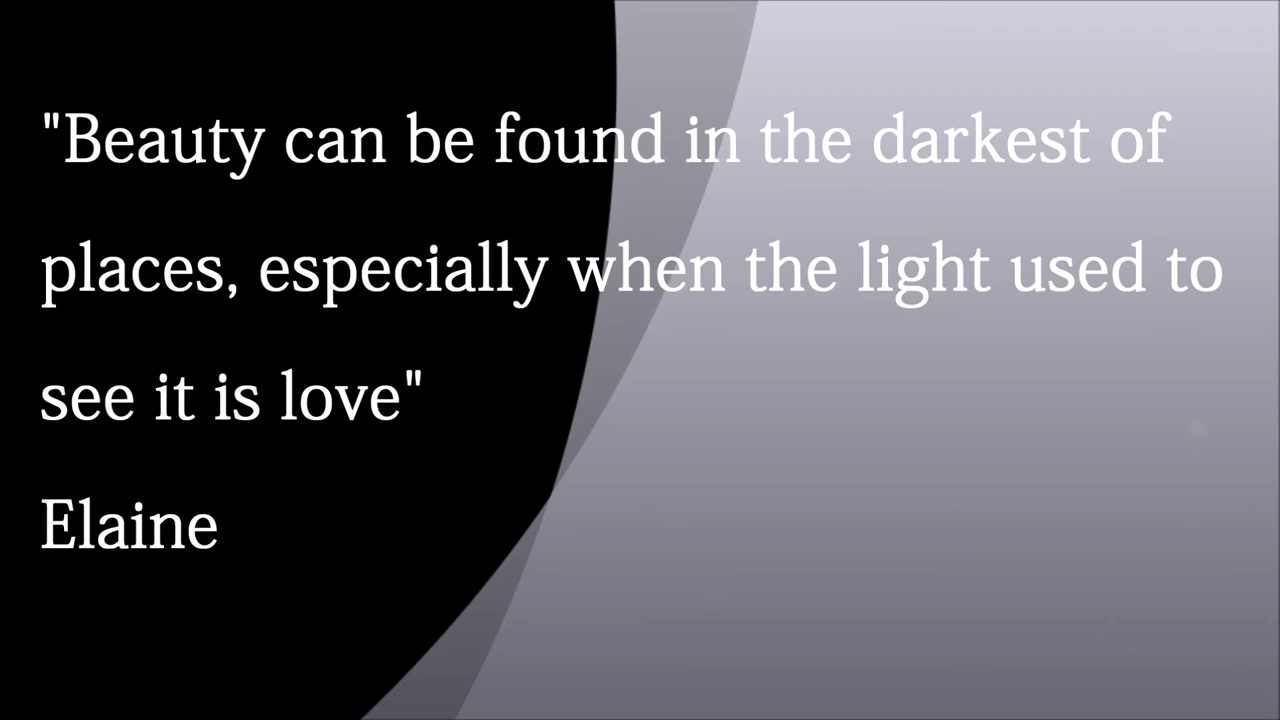 "Beauty can be found in the darkest of
places, especially when the light used to
see it is love"
Elaine